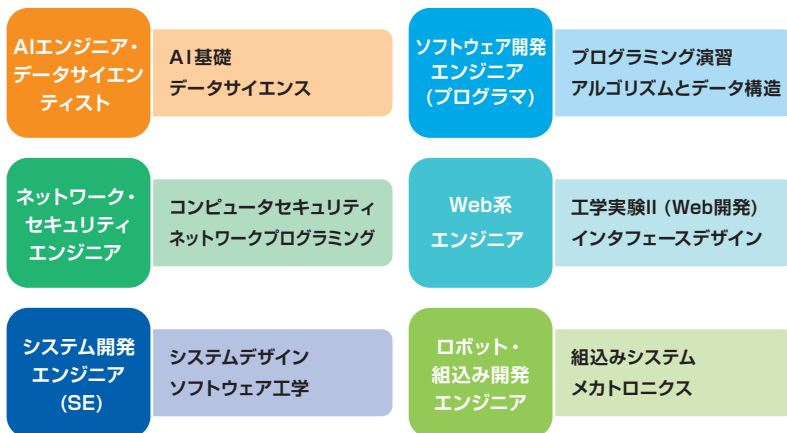 AIエンジニア・
データサイエン
ティスト
AI基礎
データサイエンス
ソフトウェア開発
エンジニア
(プログラマ)
プログラミング演習
アルゴリズムとデータ構造
ネットワーク・
セキュリティ
エンジニア
コンピュータセキュリティ
ネットワークプログラミング
Web系
エンジニア
工学実験II (Web開発)
インタフェースデザイン
システム開発
エンジニア
(SE)
システムデザイン
ソフトウェア工学
ロボット・
組込み開発
エンジニア
組込みシステム
メカトロニクス